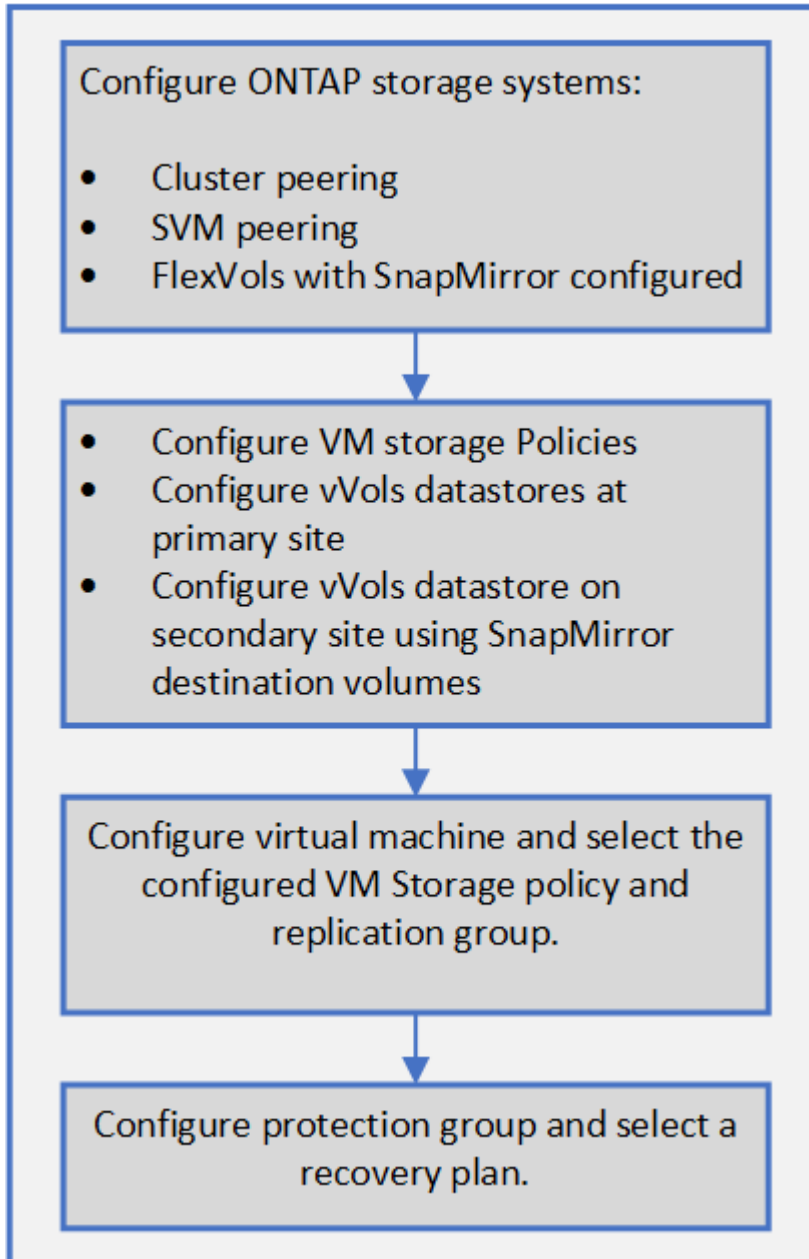 Configure ONTAP storage systems:
• Cluster peering
• SVM peering
• FlexVols with SnapMirror configured
• Configure VM storage Policies
• Configure vVols datastores at
primary site
• Configure vVols datastore on
secondary site using SnapMirror
destination volumes
Configure virtual machine and select the
configured VM Storage policy and
replication group.
Configure protection group and select a
recovery plan.